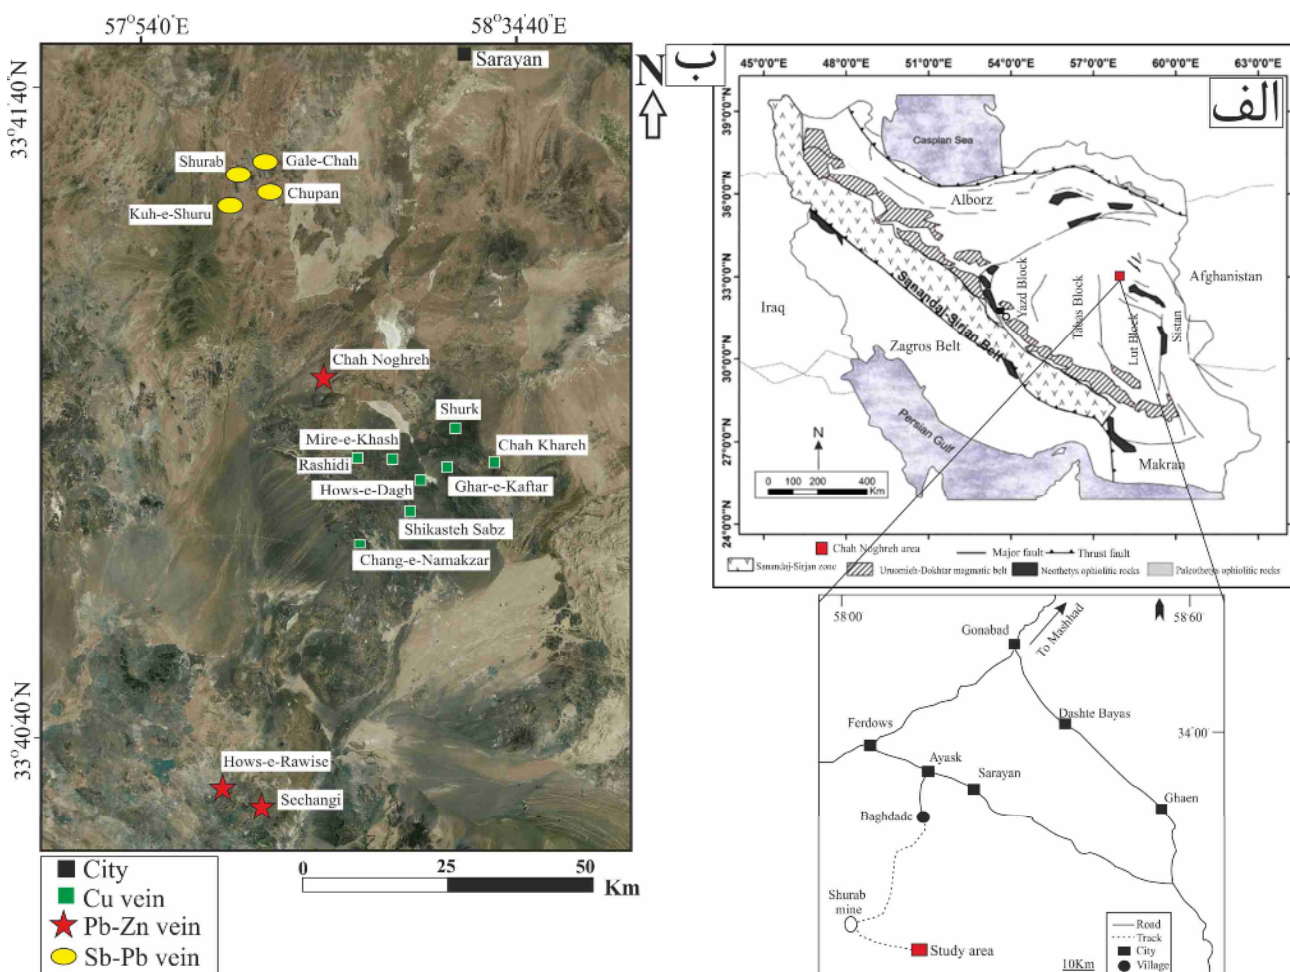 57°54′0″E
58°34′40″E
33°41′40″N
33°40′40″N
Sarayan
N
Shurab
Gale-Chah
Chupan
Kuh-e-Shuru
Chah Noghreh
Shurk
Mire-e-Khash
Chah Khareh
Rashidi
Ghar-e-Kaftar
Hows-e-Dagh
Shikasteh Sabz
Chang-e-Namakzar
Hows-e-Rawise
Sechangi
City
Cu vein
Pb-Zn vein
Sb-Pb vein
0 25 50
Km
ب
الف
45°0'0"E 48°0'0"E 51°0'0"E 54°0'0"E 57°0'0"E 60°0'0"E 63°0'0"E
39°0'0"N
36°0'0"N
33°0'0"N
30°0'0"N
27°0'0"N
24°0'0"N
Caspian Sea
Alborz
Afghanistan
Iraq
Yazd Block
Tabas Block
Lut Block
Sistan
Sanandaj-Sirjan Belt
Zagros Belt
Persian Gulf
Makran
N
0 100 200 400
Km
Chah Noghreh area
Major fault
Thrust fault
Sanandaj-Sirjan zone
Urumieh-Dokhtar magmatic belt
Neothetys ophiolitic rocks
Paleothetys ophiolitic rocks
58°00′
58°60′
Gonabad
To Mashhad
Dashte Bayas
34°00′
Ferdows
Ayask
Sarayan
Ghaen
Baghdade
Shurab
mine
Study area
10Km
Road
Track
City
Village